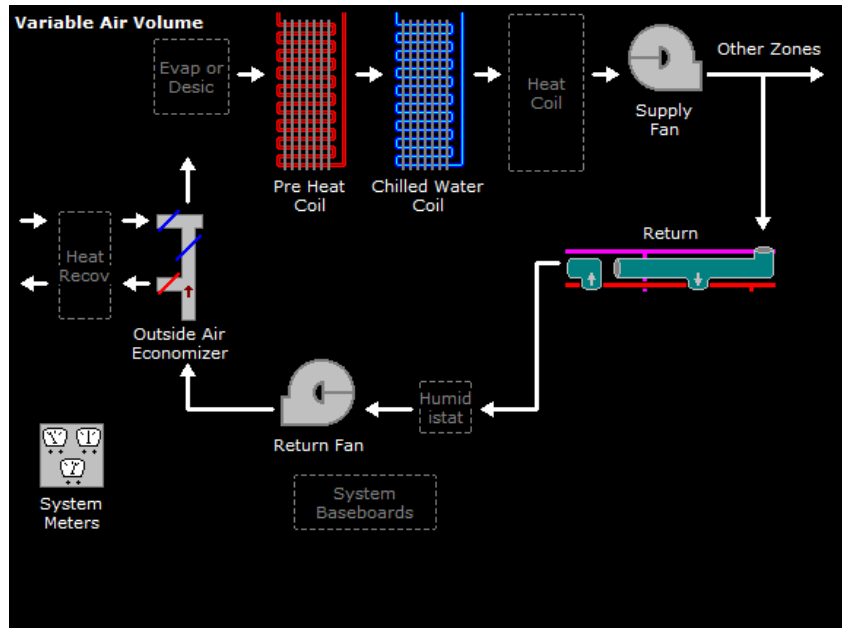 Variable Air Volume
Evap or
Desic
Heat
Coil
Other Zones
Supply
Fan
Pre Heat
Coil
Chilled Water
Coil
Return
Heat
Recov
Outside Air
Economizer
Humid
istat
Return Fan
System
Meters
System
Baseboards